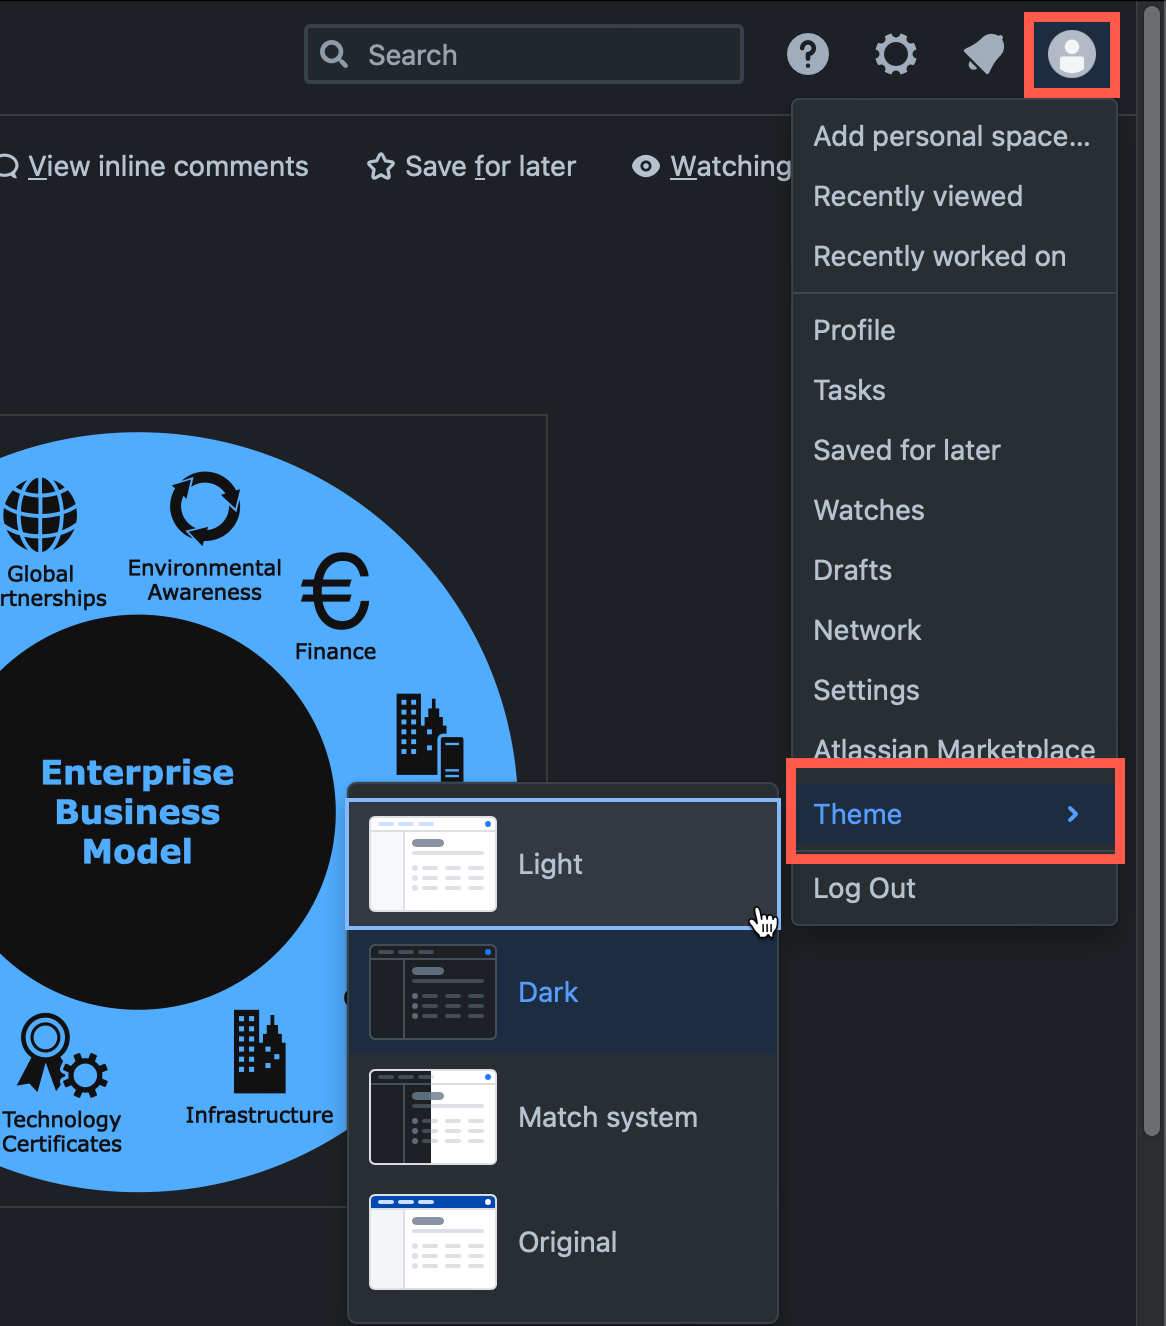 Search
View inline comments
Save for later
Watching
Add personal space...
Recently viewed
Recently worked on
Profile
Tasks
Saved for later
Watches
Drafts
Network
Settings
Atlassian Marketplace
Theme
Log Out
Global
rtnerships
Environmental
Awareness
Finance
Enterprise
Business
Model
Technology
Certificates
Infrastructure
Light
Dark
Match system
Original